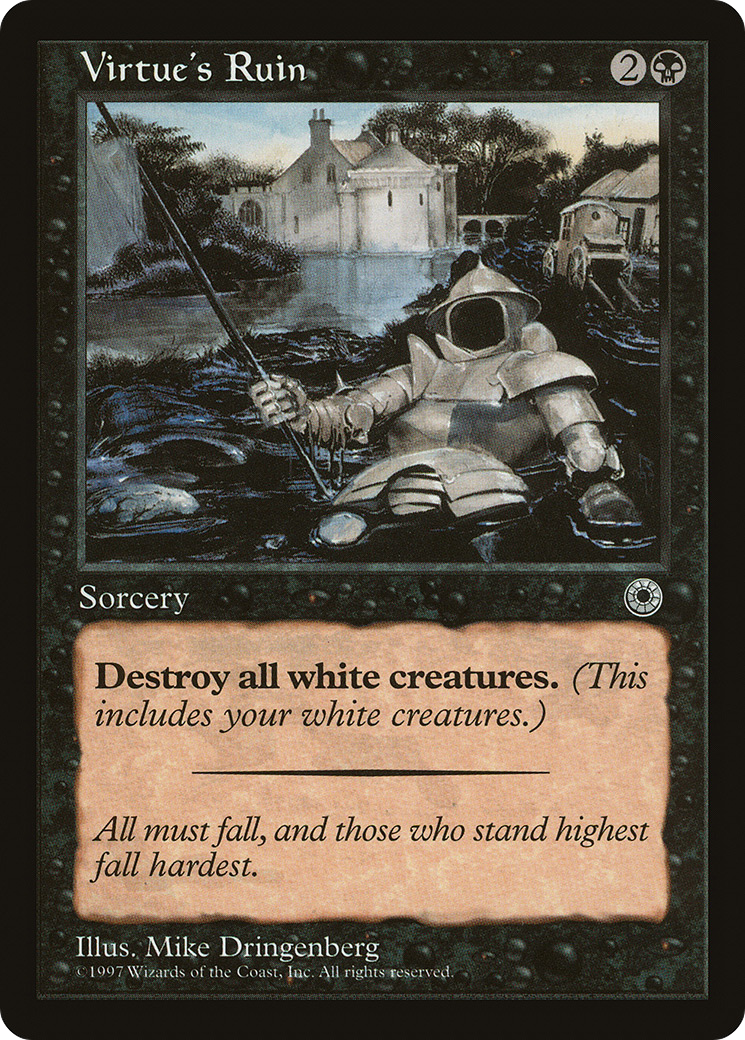 Virtue's Ruin
2
Sorcery
Destroy all white creatures. (This
includes your white creatures.)
All must fall, and those who stand highest
fall hardest.
Illus. Mike Dringenberg
©1997 Wizards of the Coast, Inc. All rights reserved.